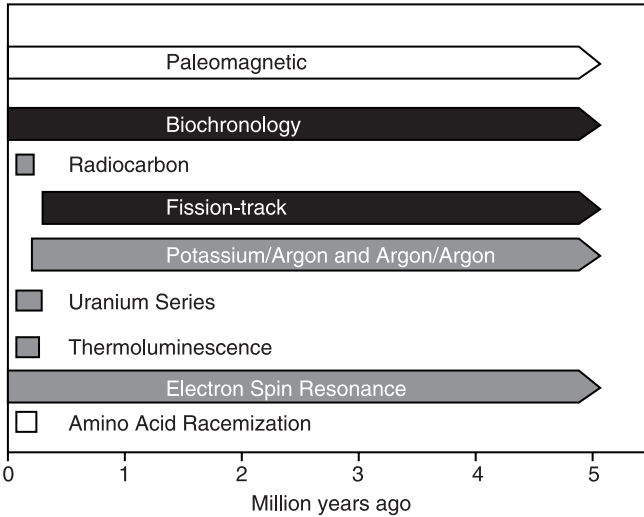 Paleomagnetic
Biochronology
Radiocarbon
Fission-track
Potassium/Argon and Argon/Argon
Uranium Series
Thermoluminescence
Electron Spin Resonance
Amino Acid Racemization
0 1 2 3 4 5
Million years ago